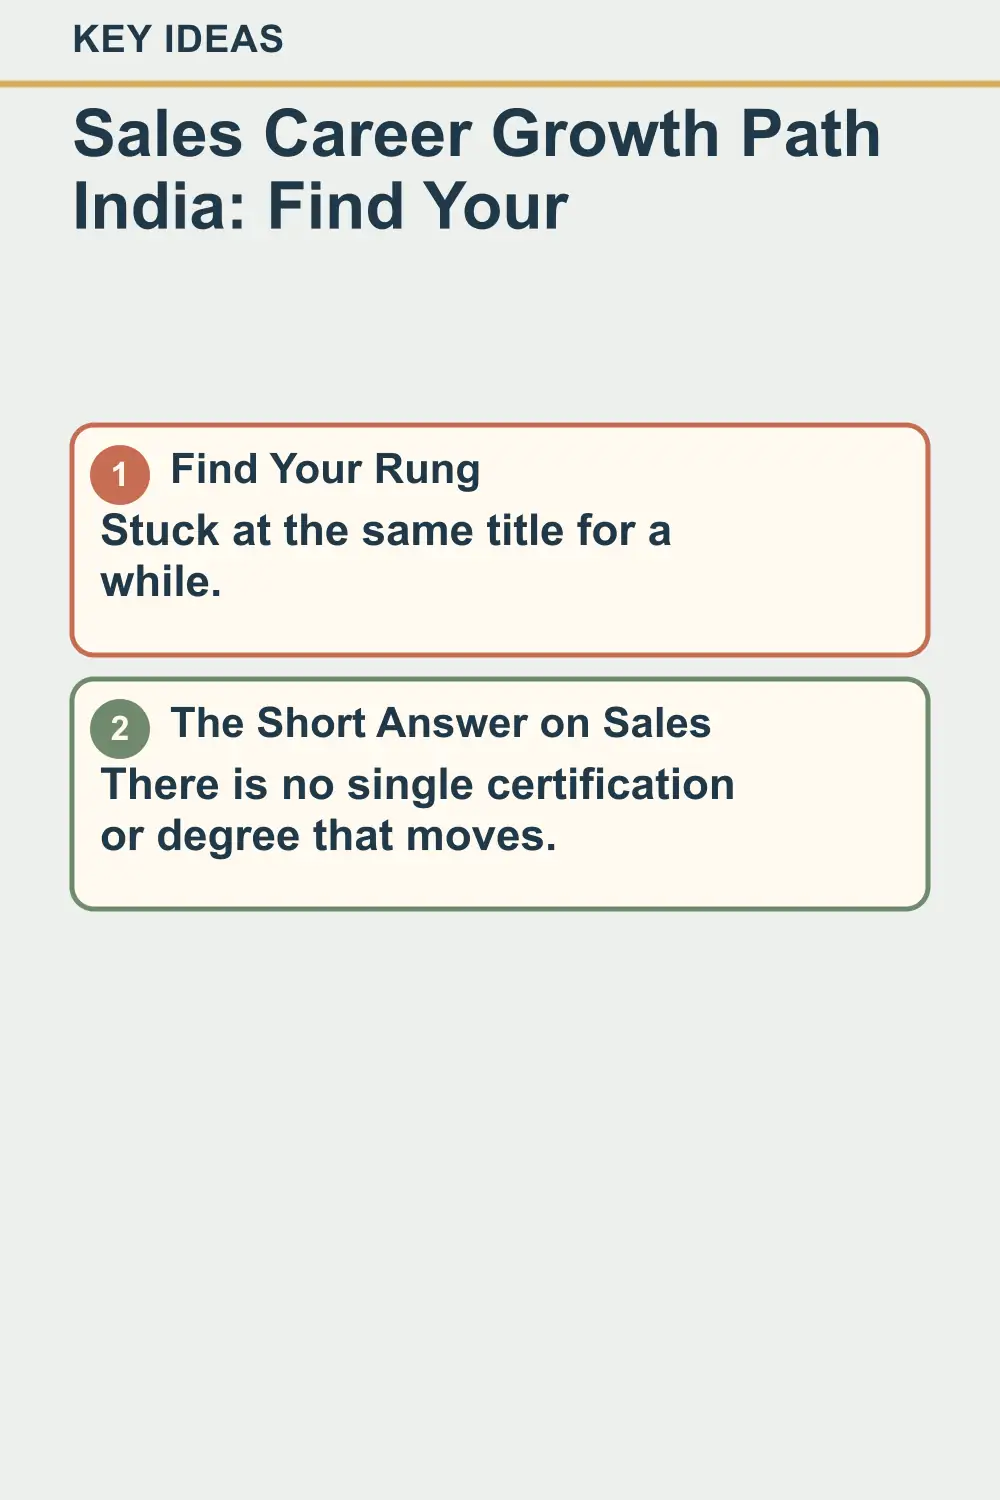 KEY IDEAS
Sales Career Growth Path
India: Find Your
1 Find Your Rung
Stuck at the same title for a
while.
2 The Short Answer on Sales
There is no single certification
or degree that moves.